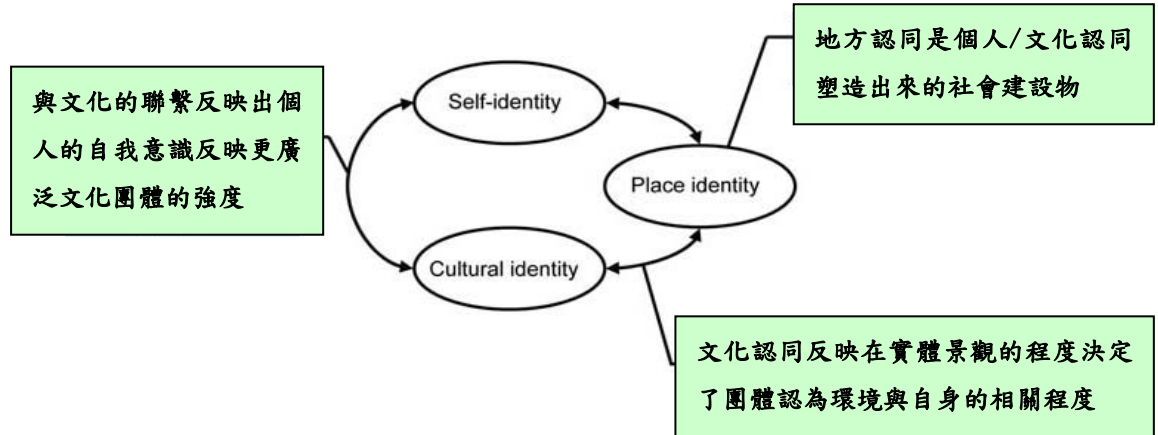 地方認同是個人/文化認同
塑造出來的社會建設物
與文化的聯繫反映出個
人的自我意識反映更廣
泛文化團體的強度
Self-identity
Place identity
Cultural identity
文化認同反映在實體景觀的程度決定
了團體認為環境與自身的相關程度